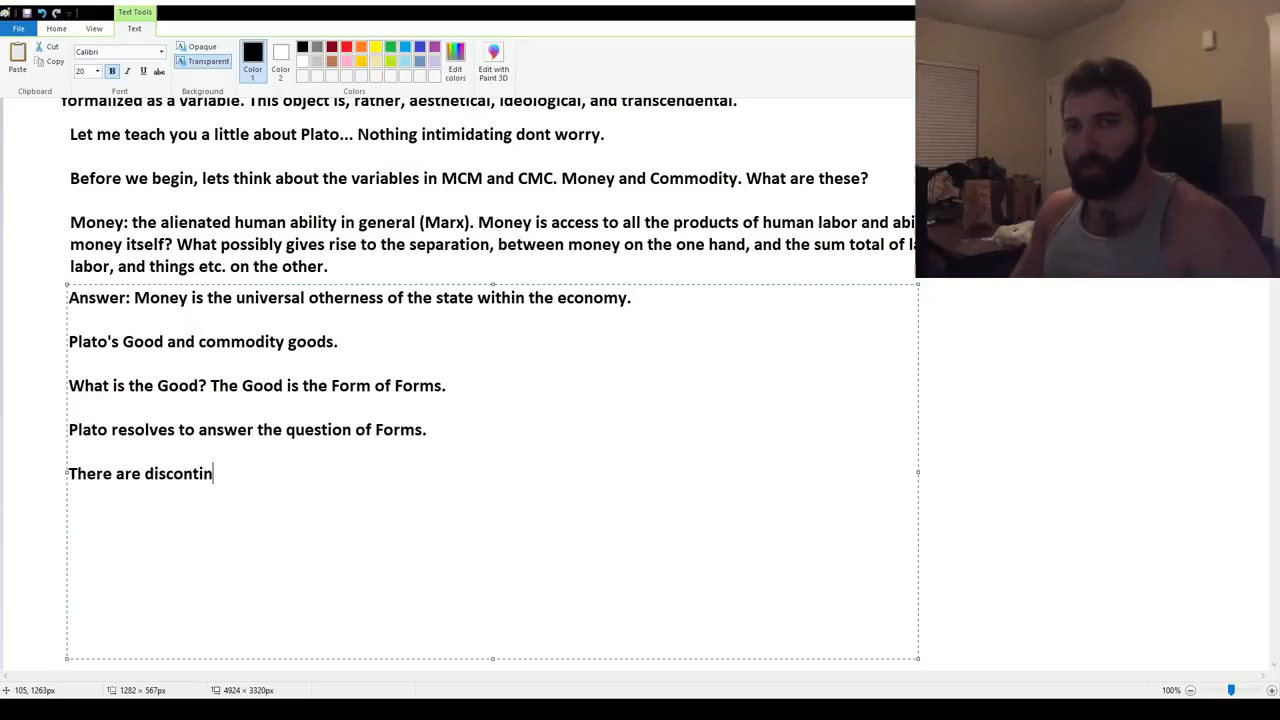 Text Tools
File
Home
View
Text
Paste
Cut
Copy
Clipboard
Calibri
20
B
I
U
abc
Font
Opaque
Transparent
Background
Color 1
Color 2
Edit colors
Edit with Paint 3D
Colors
formalized as a variable. This object is, rather, aesthetical, ideological, and transcendental.
Let me teach you a little about Plato... Nothing intimidating dont worry.
Before we begin, lets think about the variables in MCM and CMC. Money and Commodity. What are these?
Money: the alienated human ability in general (Marx). Money is access to all the products of human labor and abi
money itself? What possibly gives rise to the separation, between money on the one hand, and the sum total of la
labor, and things etc. on the other.
Answer: Money is the universal otherness of the state within the economy.
Plato's Good and commodity goods.
What is the Good? The Good is the Form of Forms.
Plato resolves to answer the question of Forms.
There are discontin
105, 1263px
1282 × 567px
4924 × 3320px
100%